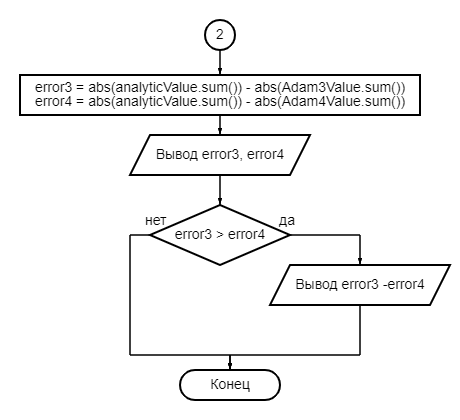 2
error3 = abs(analyticValue.sum()) - abs(Adam3Value.sum())
error4 = abs(analyticValue.sum()) - abs(Adam4Value.sum())
Вывод error3, error4
нет
да
error3 > error4
Вывод error3 -error4
Конец